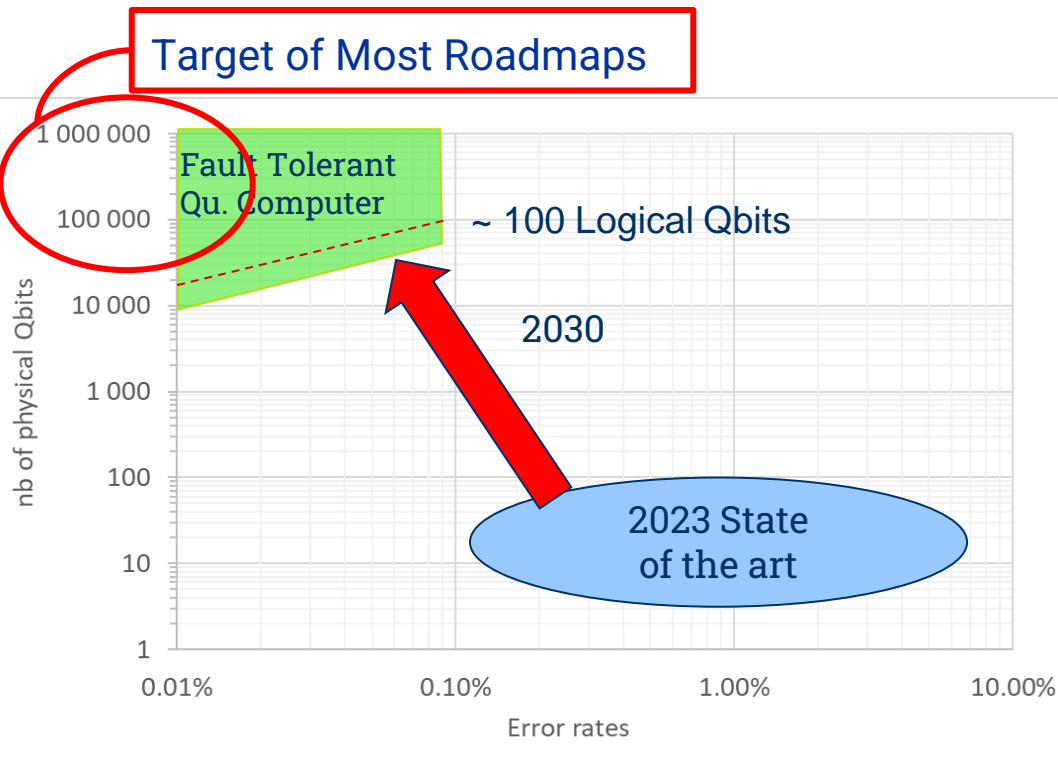 Target of Most Roadmaps
1 000 000
Fault Tolerant
Qu. Computer
100 000
~ 100 Logical Qbits
10 000
2030
1 000
nb of physical Qbits
100
2023 State
of the art
10
1
0.01%
0.10%
1.00%
10.00%
Error rates